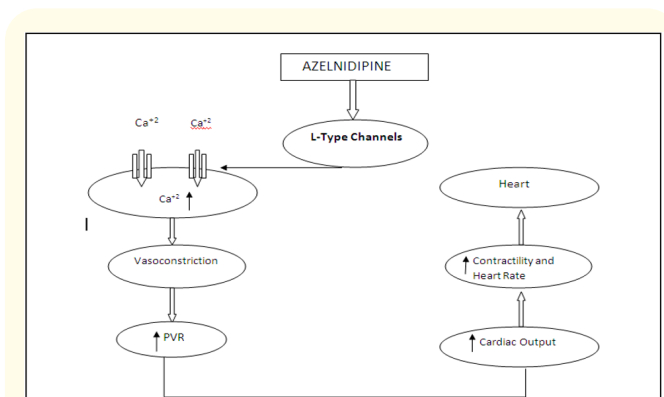 AZELNIDIPINE
L-Type Channels
Ca⁺²
Ca⁺²
Ca⁺²
Vasoconstriction
PVR
Heart
Contractility and
Heart Rate
Cardiac Output